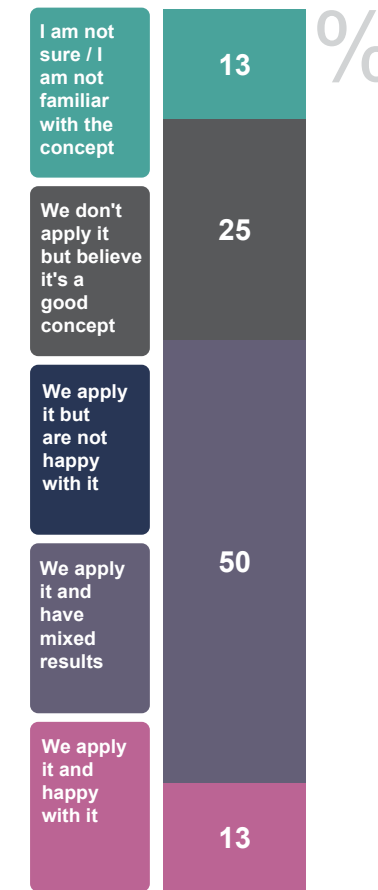 I am not
sure / I
am not
familiar
with the
concept
13
%
We don't
apply it
but believe
it's a
good
concept
25
We apply
it but
are not
happy
with it
We apply
it and
have
mixed
results
50
We apply
it and
happy
with it
13